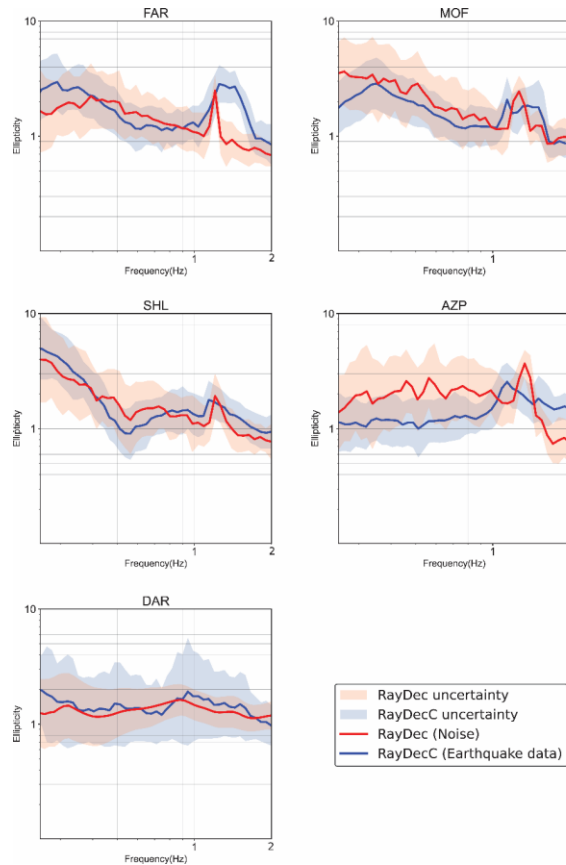 FAR
MOF
10
10
Ellipticity
1
Ellipticity
1
1
2
1
Frequency(Hz)
Frequency(Hz)
SHL
AZP
10
10
Ellipticity
1
Ellipticity
1
1
2
1
Frequency(Hz)
Frequency(Hz)
DAR
10
Ellipticity
1
1
2
Frequency(Hz)
RayDec uncertainty
RayDecC uncertainty
RayDec (Noise)
RayDecC (Earthquake data)